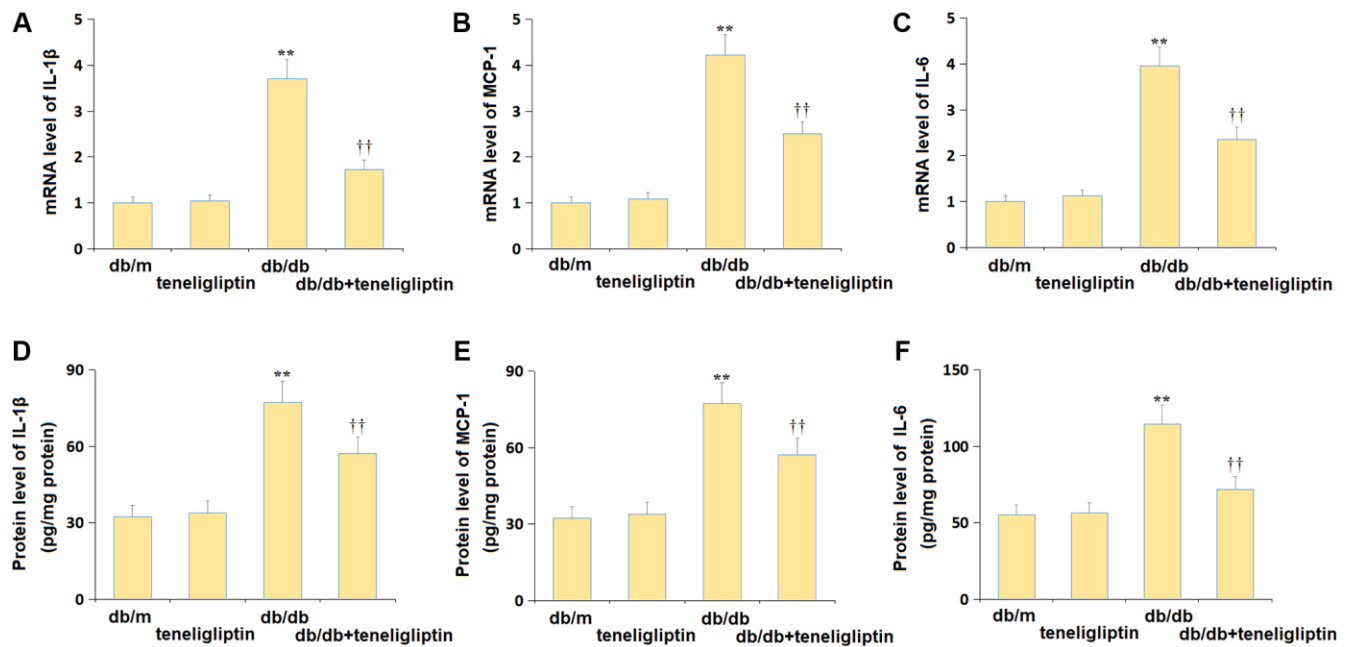 A
mRNA level of IL-1β
5
4
3
2
1
0
**
††
db/m
teneligliptin
db/db
db/db+teneligliptin
B
mRNA level of MCP-1
5
4
3
2
1
0
**
††
db/m
teneligliptin
db/db
db/db+teneligliptin
C
mRNA level of IL-6
5
4
3
2
1
0
**
††
db/m
teneligliptin
db/db
db/db+teneligliptin
D
Protein level of IL-1β
(pg/mg protein)
90
60
30
0
**
††
db/m
teneligliptin
db/db
db/db+teneligliptin
E
Protein level of MCP-1
(pg/mg protein)
90
60
30
0
**
††
db/m
teneligliptin
db/db
db/db+teneligliptin
F
Protein level of IL-6
(pg/mg protein)
150
100
50
0
**
††
db/m
teneligliptin
db/db
db/db+teneligliptin